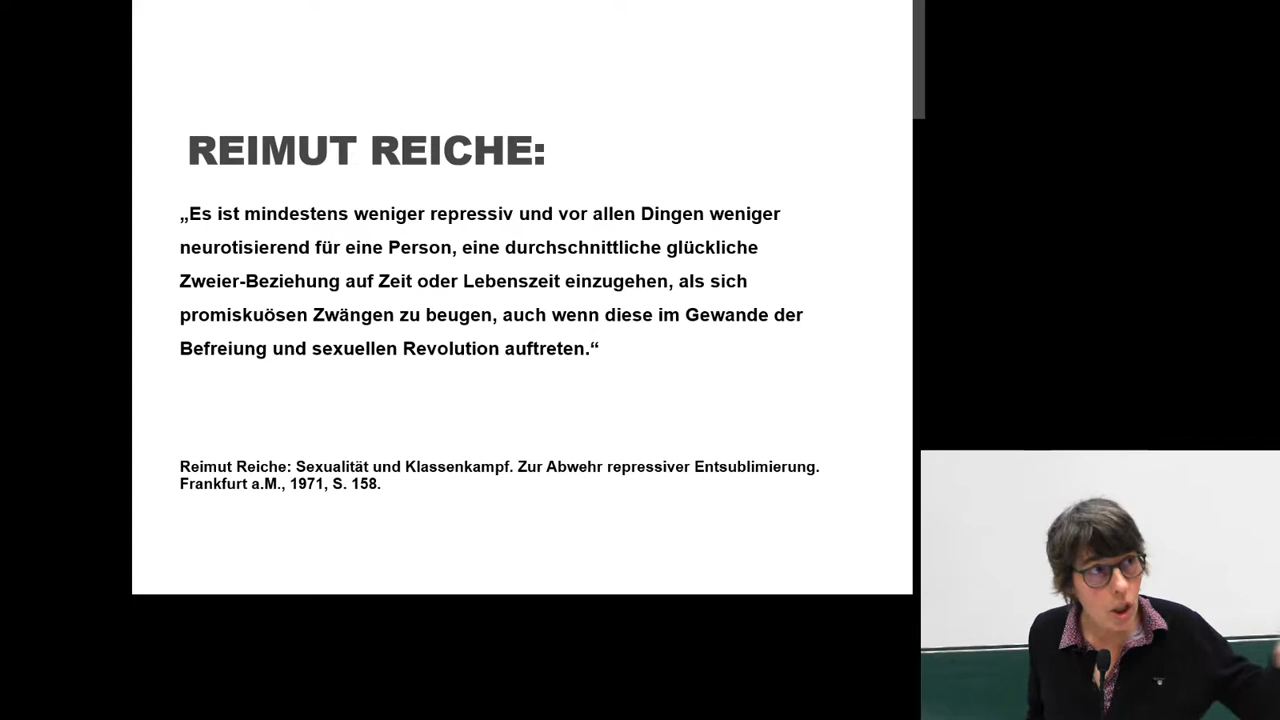 REIMUT REICHE:
„Es ist mindestens weniger repressiv und vor allen Dingen weniger
neurotisierend für eine Person, eine durchschnittliche glückliche
Zweier-Beziehung auf Zeit oder Lebenszeit einzugehen, als sich
promiskuösen Zwängen zu beugen, auch wenn diese im Gewande der
Befreiung und sexuellen Revolution auftreten.“
Reimut Reiche: Sexualität und Klassenkampf. Zur Abwehr repressiver Entsublimierung.
Frankfurt a.M., 1971, S. 158.